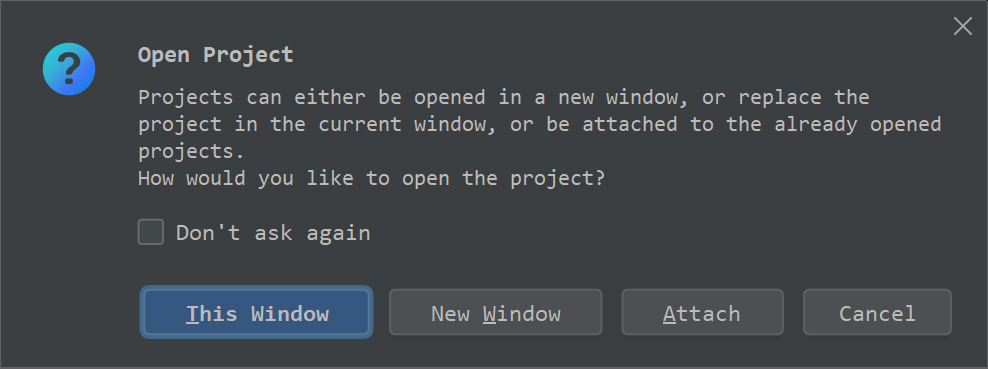 Open Project
Projects can either be opened in a new window, or replace the
project in the current window, or be attached to the already opened
projects.
How would you like to open the project?
Don't ask again
This Window
New Window
Attach
Cancel